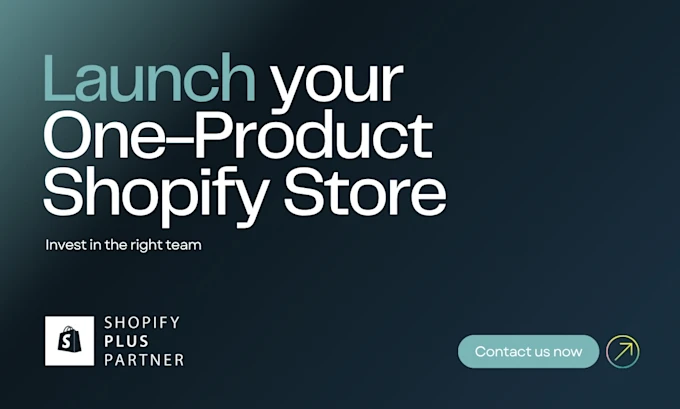 Launch your
One–Product
Shopify Store
Invest in the right team
SHOPIFY
PLUS
PARTNER
Contact us now